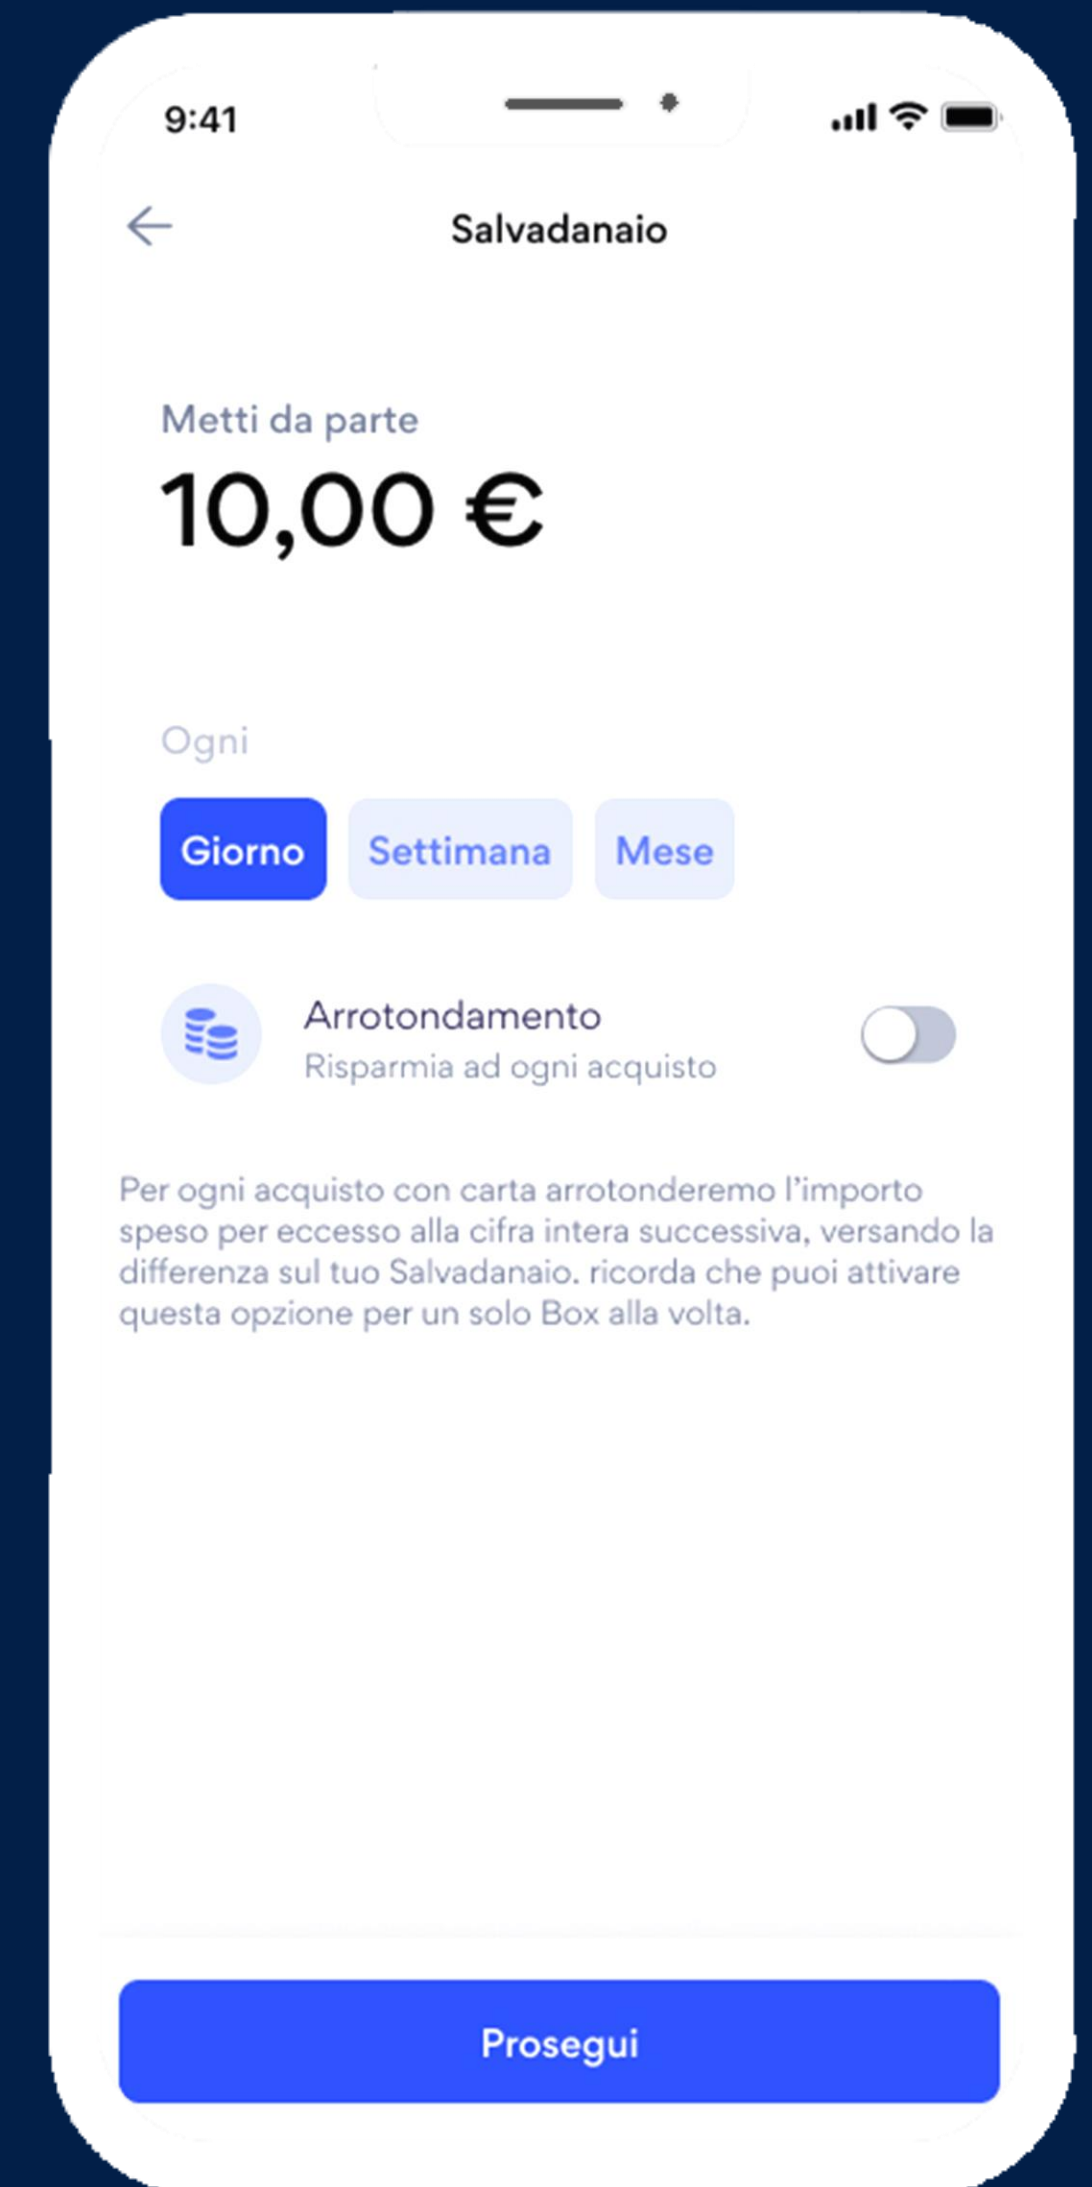 9:41
Salvadanaio
Metti da parte
10,00 €
Ogni
Giorno Settimana Mese
Arrotondamento
Risparmia ad ogni acquisto
Per ogni acquisto con carta arrotonderemo l'importo
speso per eccesso alla cifra intera successiva, versando la
differenza sul tuo Salvadanaio. ricorda che puoi attivare
questa opzione per un solo Box alla volta.
Prosegui